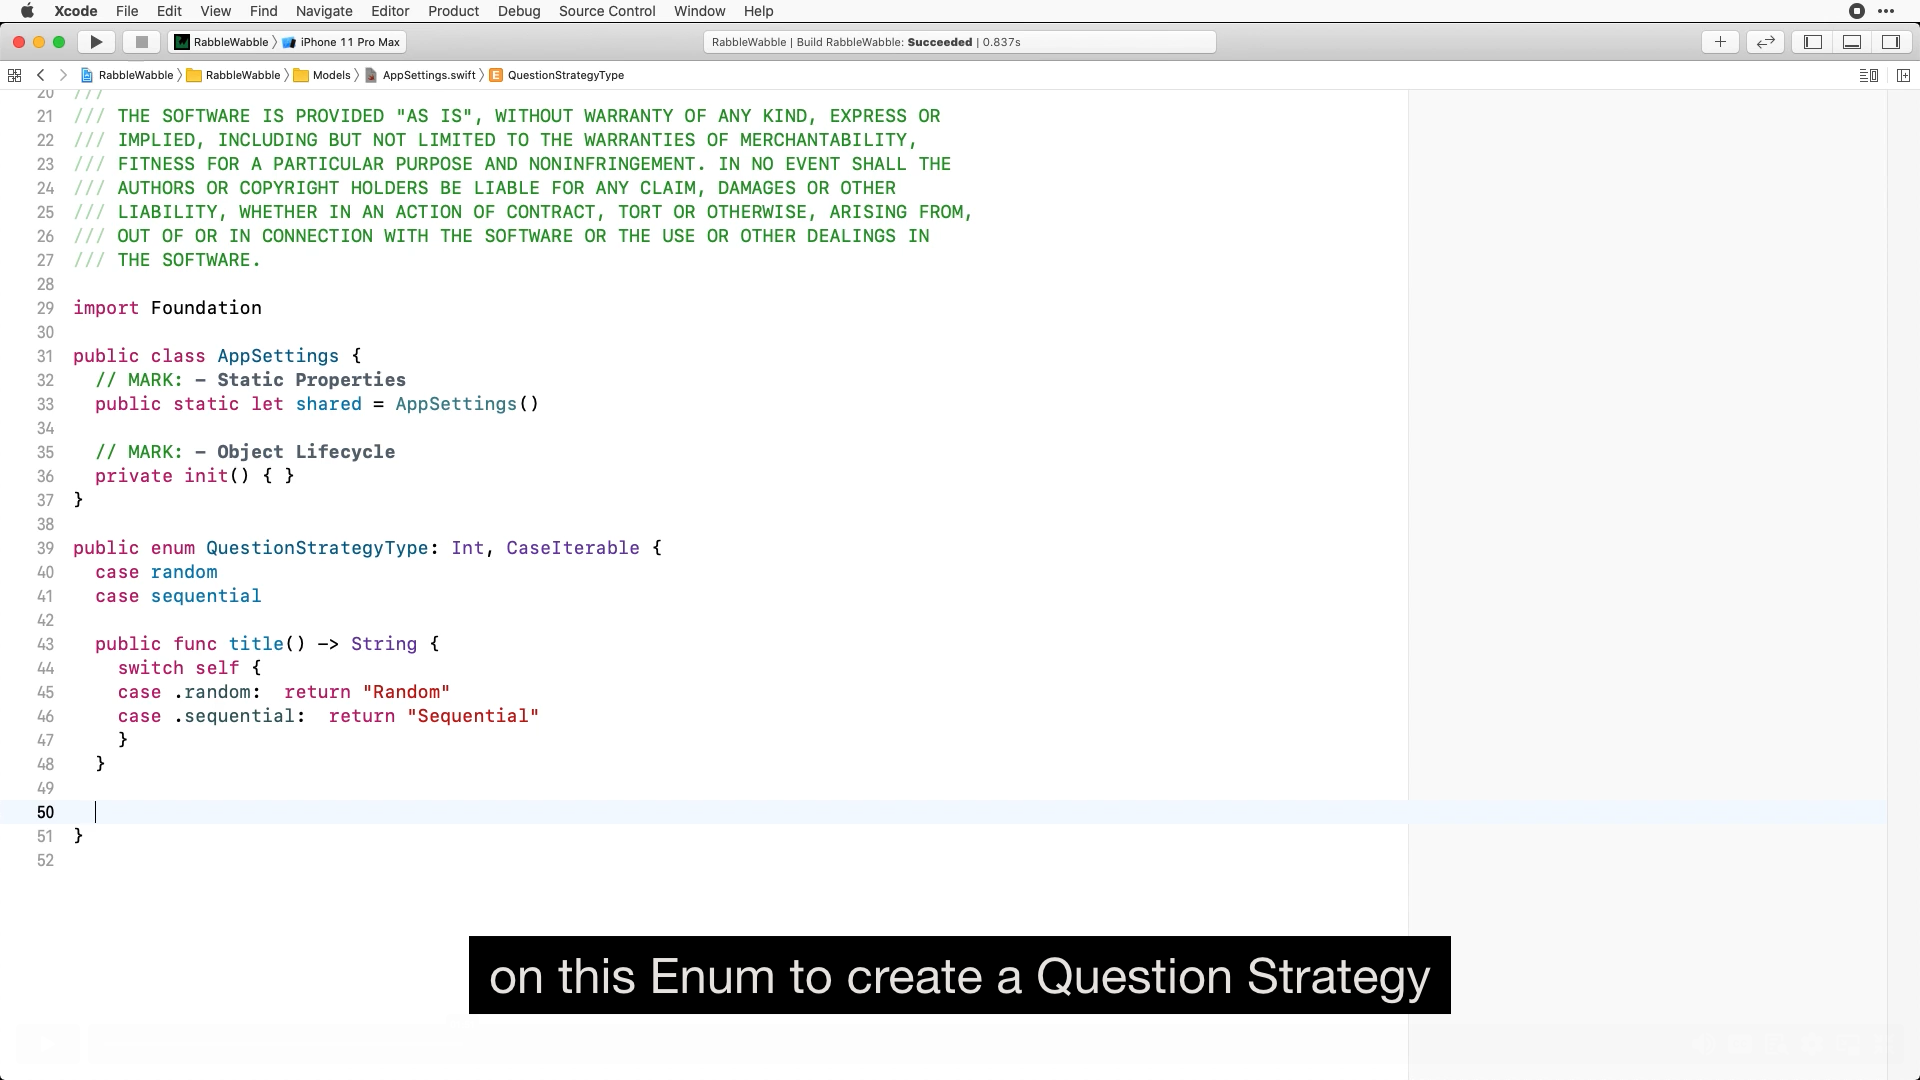 Xcode File Edit View Find Navigate Editor Product Debug Source Control Window Help
RabbleWabble 〉 iPhone 11 Pro Max
RabbleWabble | Build RabbleWabble: Succeeded | 0.837s
RabbleWabble 〉 RabbleWabble 〉 Models 〉 AppSettings.swift 〉 E QuestionStrategyType
20 ///
21 /// THE SOFTWARE IS PROVIDED "AS IS", WITHOUT WARRANTY OF ANY KIND, EXPRESS OR
22 /// IMPLIED, INCLUDING BUT NOT LIMITED TO THE WARRANTIES OF MERCHANTABILITY,
23 /// FITNESS FOR A PARTICULAR PURPOSE AND NONINFRINGEMENT. IN NO EVENT SHALL THE
24 /// AUTHORS OR COPYRIGHT HOLDERS BE LIABLE FOR ANY CLAIM, DAMAGES OR OTHER
25 /// LIABILITY, WHETHER IN AN ACTION OF CONTRACT, TORT OR OTHERWISE, ARISING FROM,
26 /// OUT OF OR IN CONNECTION WITH THE SOFTWARE OR THE USE OR OTHER DEALINGS IN
27 /// THE SOFTWARE.
28
29 import Foundation
30
31 public class AppSettings {
32   // MARK: - Static Properties
33   public static let shared = AppSettings()
34
35   // MARK: - Object Lifecycle
36   private init() { }
37 }
38
39 public enum QuestionStrategyType: Int, CaseIterable {
40   case random
41   case sequential
42
43   public func title() -> String {
44     switch self {
45     case .random:  return "Random"
46     case .sequential:  return "Sequential"
47     }
48   }
49
50
51 }
52
on this Enum to create a Question Strategy